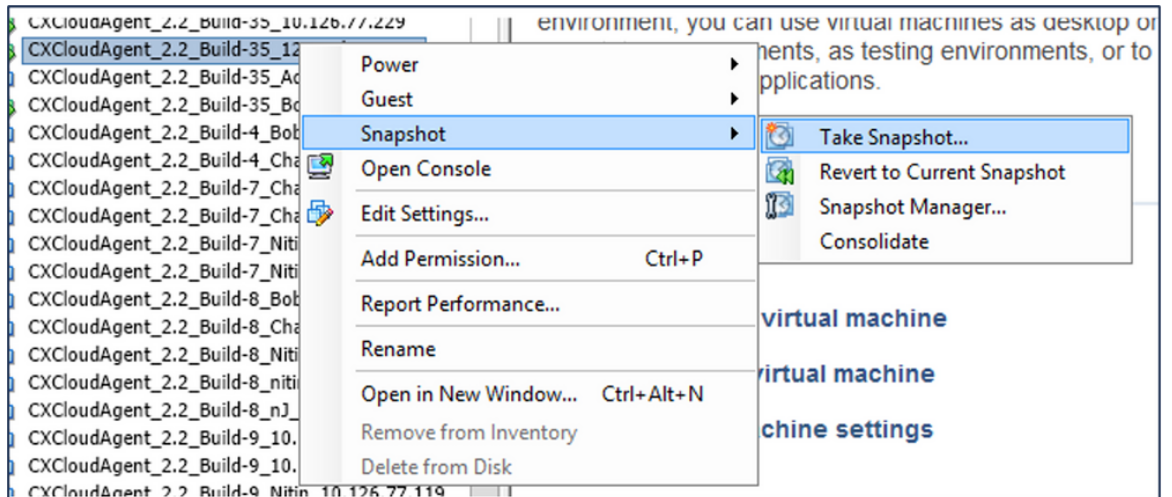 CXCloudAgent_2.2_Build-35_10.126.77.229
CXCloudAgent_2.2_Build-35_12
CXCloudAgent_2.2_Build-35_Ad
CXCloudAgent_2.2_Build-35_Bo
CXCloudAgent_2.2_Build-4_Bob
CXCloudAgent_2.2_Build-4_Cha
CXCloudAgent_2.2_Build-7_Cha
CXCloudAgent_2.2_Build-7_Cha
CXCloudAgent_2.2_Build-7_Niti
CXCloudAgent_2.2_Build-7_Niti
CXCloudAgent_2.2_Build-8_Bob
CXCloudAgent_2.2_Build-8_Cha
CXCloudAgent_2.2_Build-8_Niti
CXCloudAgent_2.2_Build-8_niti
CXCloudAgent_2.2_Build-8_nJ_
CXCloudAgent_2.2_Build-9_10.
CXCloudAgent_2.2_Build-9_10.
CXCloudAgent_2.2_Build-9_Nitin_10.126.77.119
Power
Guest
Snapshot
Open Console
Edit Settings...
Add Permission... Ctrl+P
Report Performance...
Rename
Open in New Window... Ctrl+Alt+N
Remove from Inventory
Delete from Disk
Take Snapshot...
Revert to Current Snapshot
Snapshot Manager...
Consolidate
environment, you can use virtual machines as desktop or
ments, as testing environments, or to
pplications.
virtual machine
virtual machine
chine settings